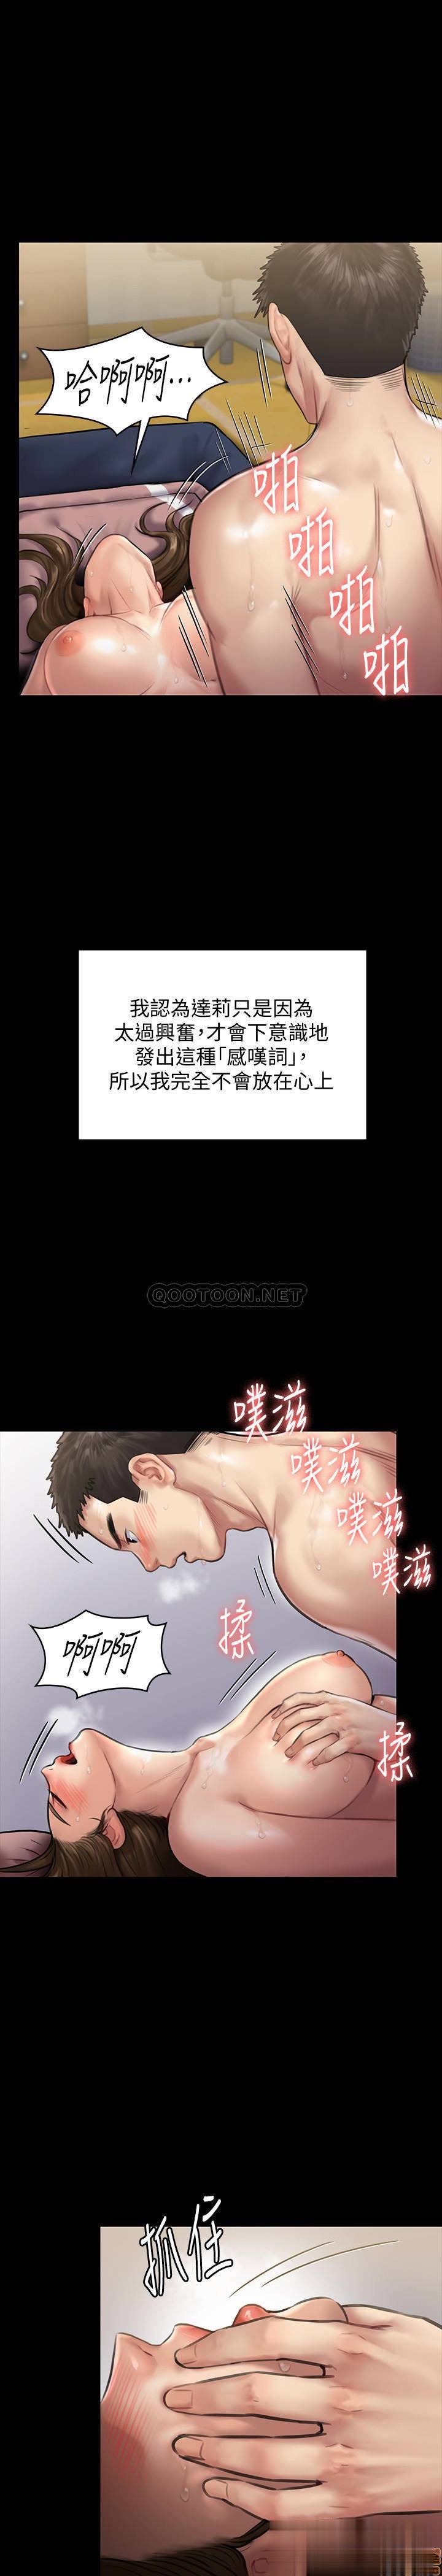 哈啊啊…
啪
啪
啪
啪
我認為達莉只是因為
太過興奮,才會下意識地
發出這種「感嘆詞」,
所以我完全不會放在心上
QOOTOON.NET
噗滋
噗滋
噗滋
噗滋
揉
啊啊
揉
抓住